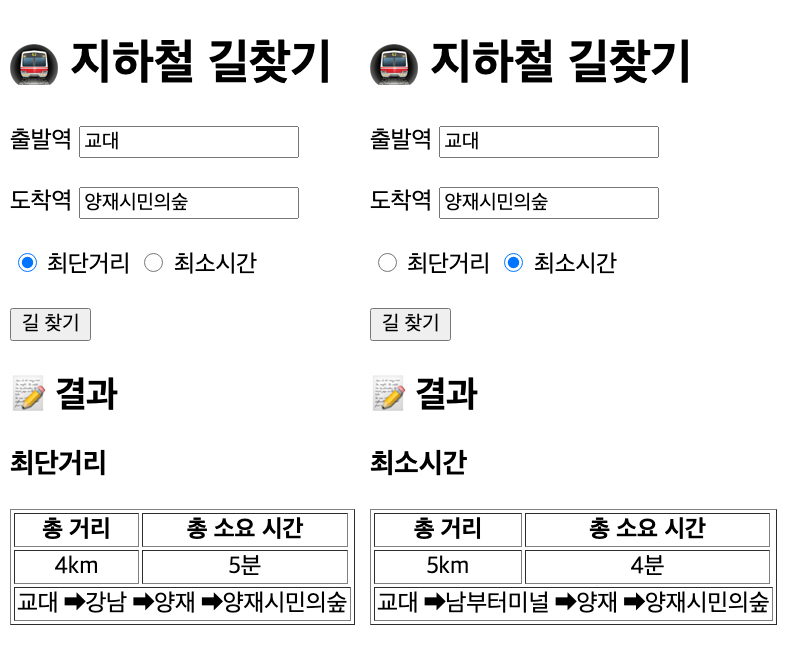 지하철 길찾기
출발역 교대
도착역 양재시민의숲
최단거리 최소시간
길 찾기
결과
최단거리
총 거리 총 소요 시간
4km 5분
교대 ➡강남 ➡양재 ➡양재시민의숲
지하철 길찾기
출발역 교대
도착역 양재시민의숲
최단거리 최소시간
길 찾기
결과
최소시간
총 거리 총 소요 시간
5km 4분
교대 ➡남부터미널 ➡양재 ➡양재시민의숲